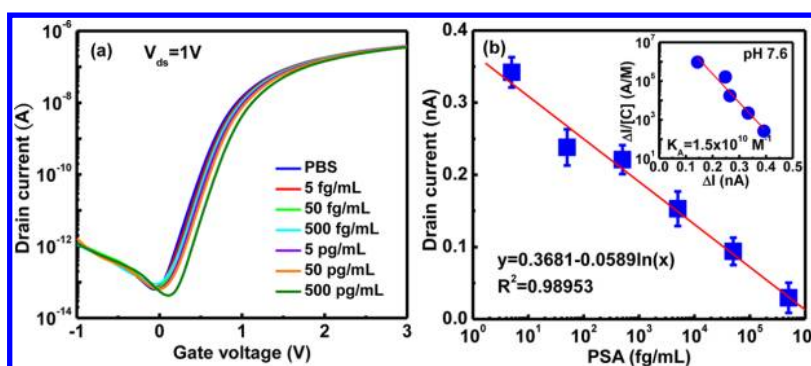 (a)
V_ds=1V
Drain current (A)
10^-6
10^-8
10^-10
10^-12
10^-14
PBS
5 fg/mL
50 fg/mL
500 fg/mL
5 pg/mL
50 pg/mL
500 pg/mL
-1 0 1 2 3
Gate voltage (V)
(b)
Drain current (nA)
0.4
0.3
0.2
0.1
0.0
y=0.3681-0.0589ln(x)
R²=0.98953
10^0 10^1 10^2 10^3 10^4 10^5 10
PSA (fg/mL)
pH 7.6
ΔI/[C] (A/M)
10^7
10^5
10^3
10^1
K_A=1.5x10^10 M^-1
0.0 0.1 0.2 0.3 0.4 0.5
ΔI (nA)